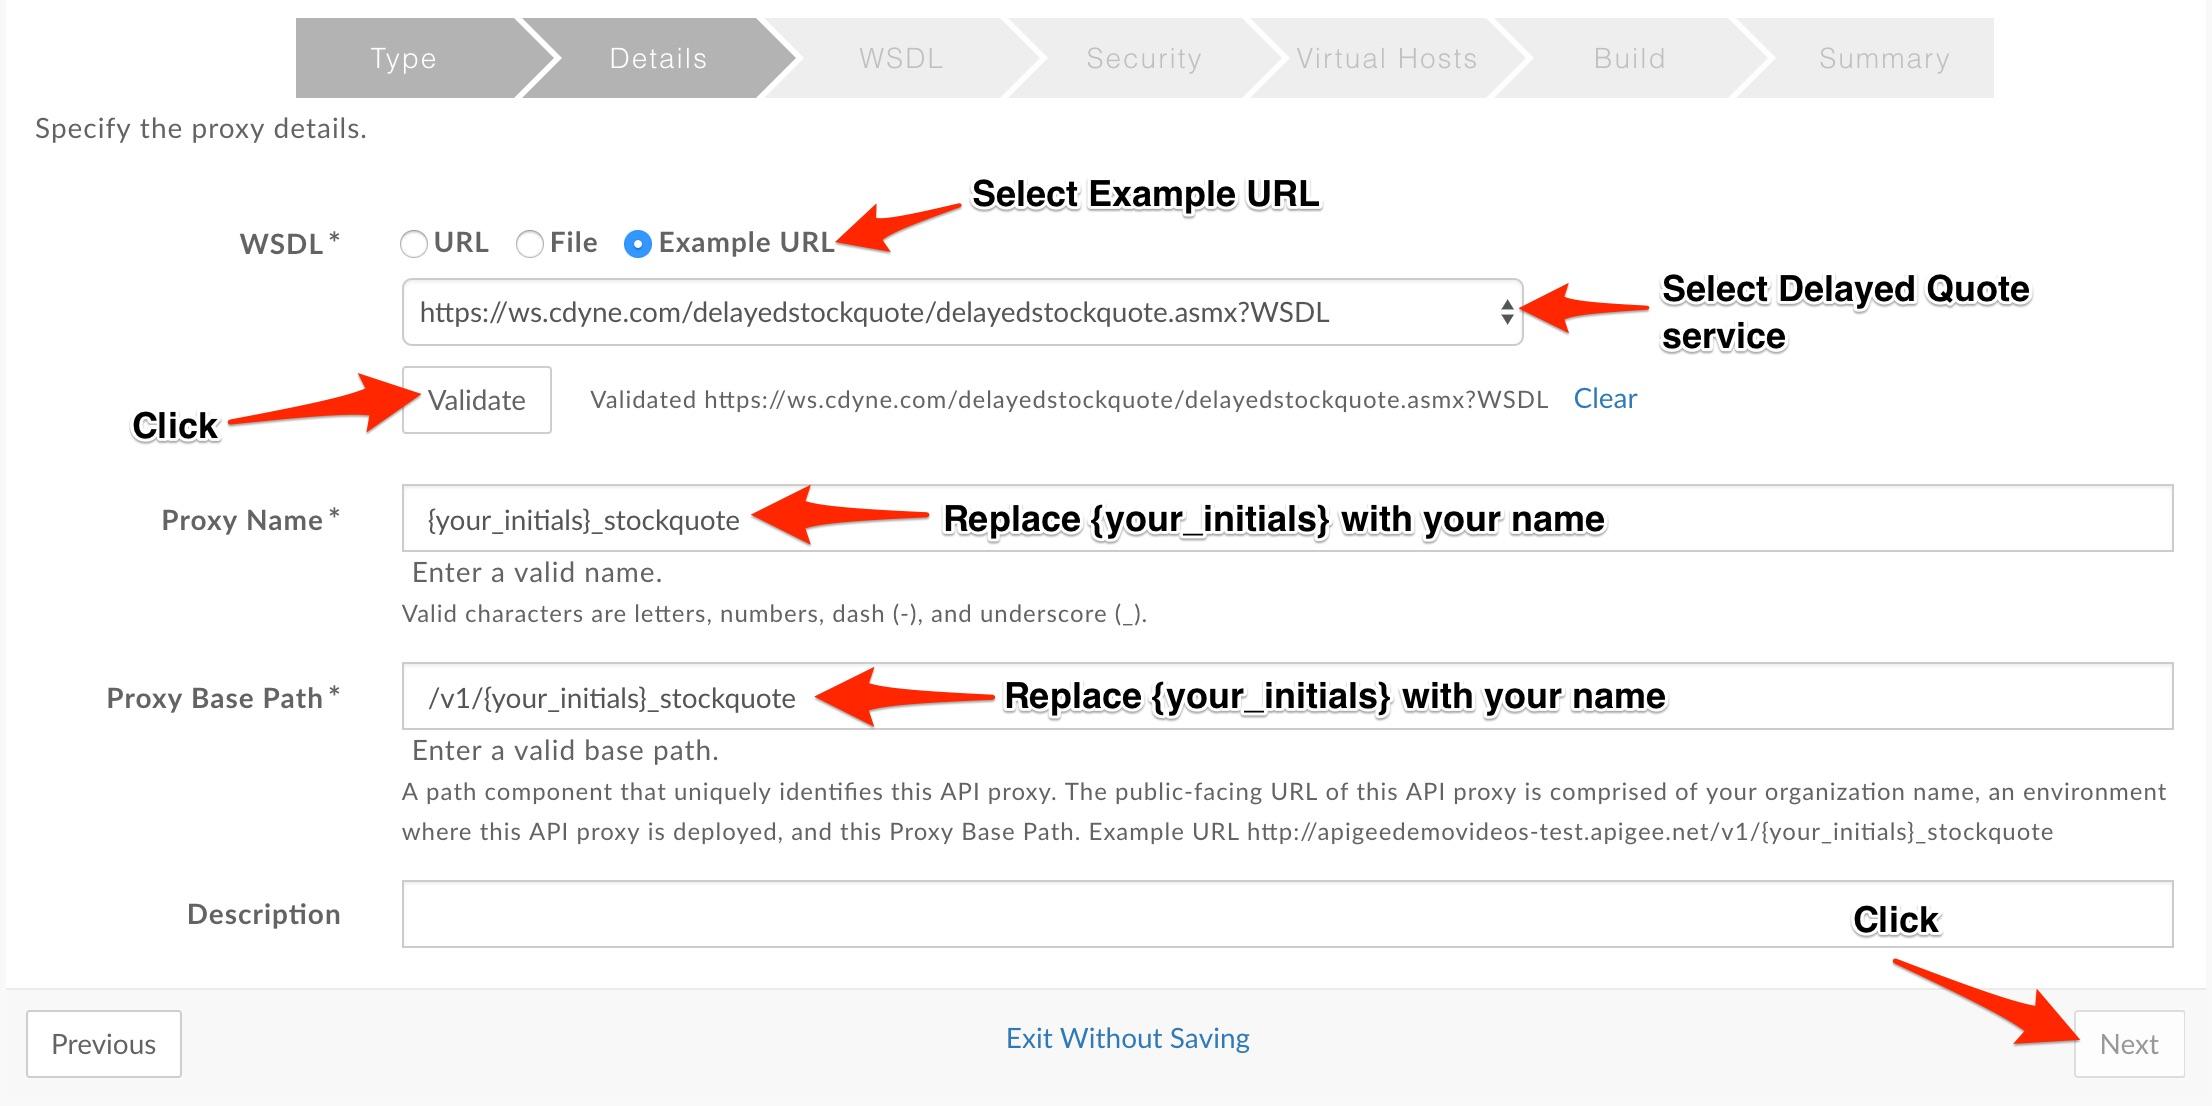 Type Details WSDL Security Virtual Hosts Build Summary
Specify the proxy details.
Select Example URL
WSDL* URL File Example URL
https://ws.cdyne.com/delayedstockquote/delayedstockquote.asmx?WSDL
Select Delayed Quote
service
Click
Validate Validated https://ws.cdyne.com/delayedstockquote/delayedstockquote.asmx?WSDL Clear
Proxy Name* {your_initials}_stockquote Replace {your_initials} with your name
Enter a valid name.
Valid characters are letters, numbers, dash (-), and underscore (_).
Proxy Base Path* /v1/{your_initials}_stockquote Replace {your_initials} with your name
Enter a valid base path.
A path component that uniquely identifies this API proxy. The public-facing URL of this API proxy is comprised of your organization name, an environment
where this API proxy is deployed, and this Proxy Base Path. Example URL http://apigeedemovideos-test.apigee.net/v1/{your_initials}_stockquote
Description
Click
Previous Exit Without Saving Next